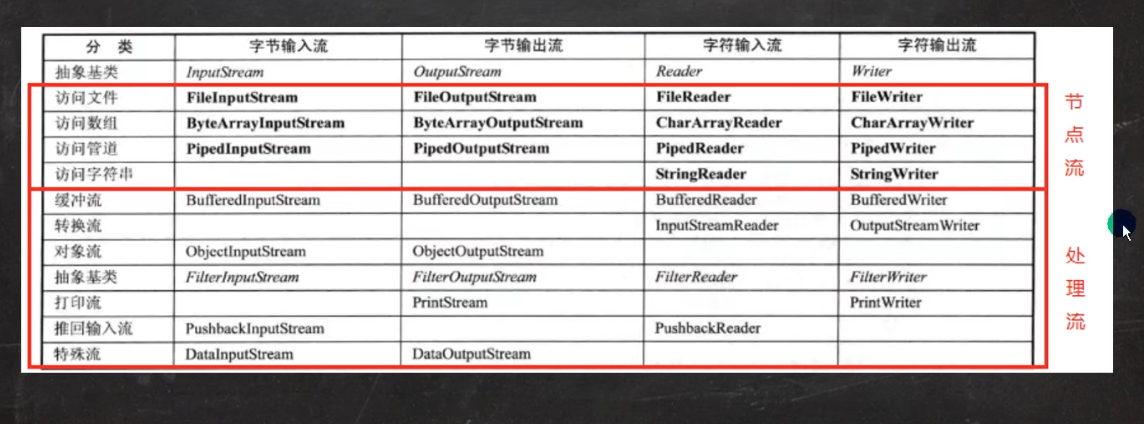 分 类 字节输入流 字节输出流 字符输入流 字符输出流
抽象基类 InputStream OutputStream Reader Writer
访问文件 FileInputStream FileOutputStream FileReader FileWriter
访问数组 ByteArrayInputStream ByteArrayOutputStream CharArrayReader CharArrayWriter
访问管道 PipedInputStream PipedOutputStream PipedReader PipedWriter
访问字符串 StringReader StringWriter
节点流
缓冲流 BufferedInputStream BufferedOutputStream BufferedReader BufferedWriter
转换流 InputStreamReader OutputStreamWriter
对象流 ObjectInputStream ObjectOutputStream
抽象基类 FilterInputStream FilterOutputStream FilterReader FilterWriter
打印流 PrintStream PrintWriter
推回输入流 PushbackInputStream PushbackReader
特殊流 DataInputStream DataOutputStream
处理流